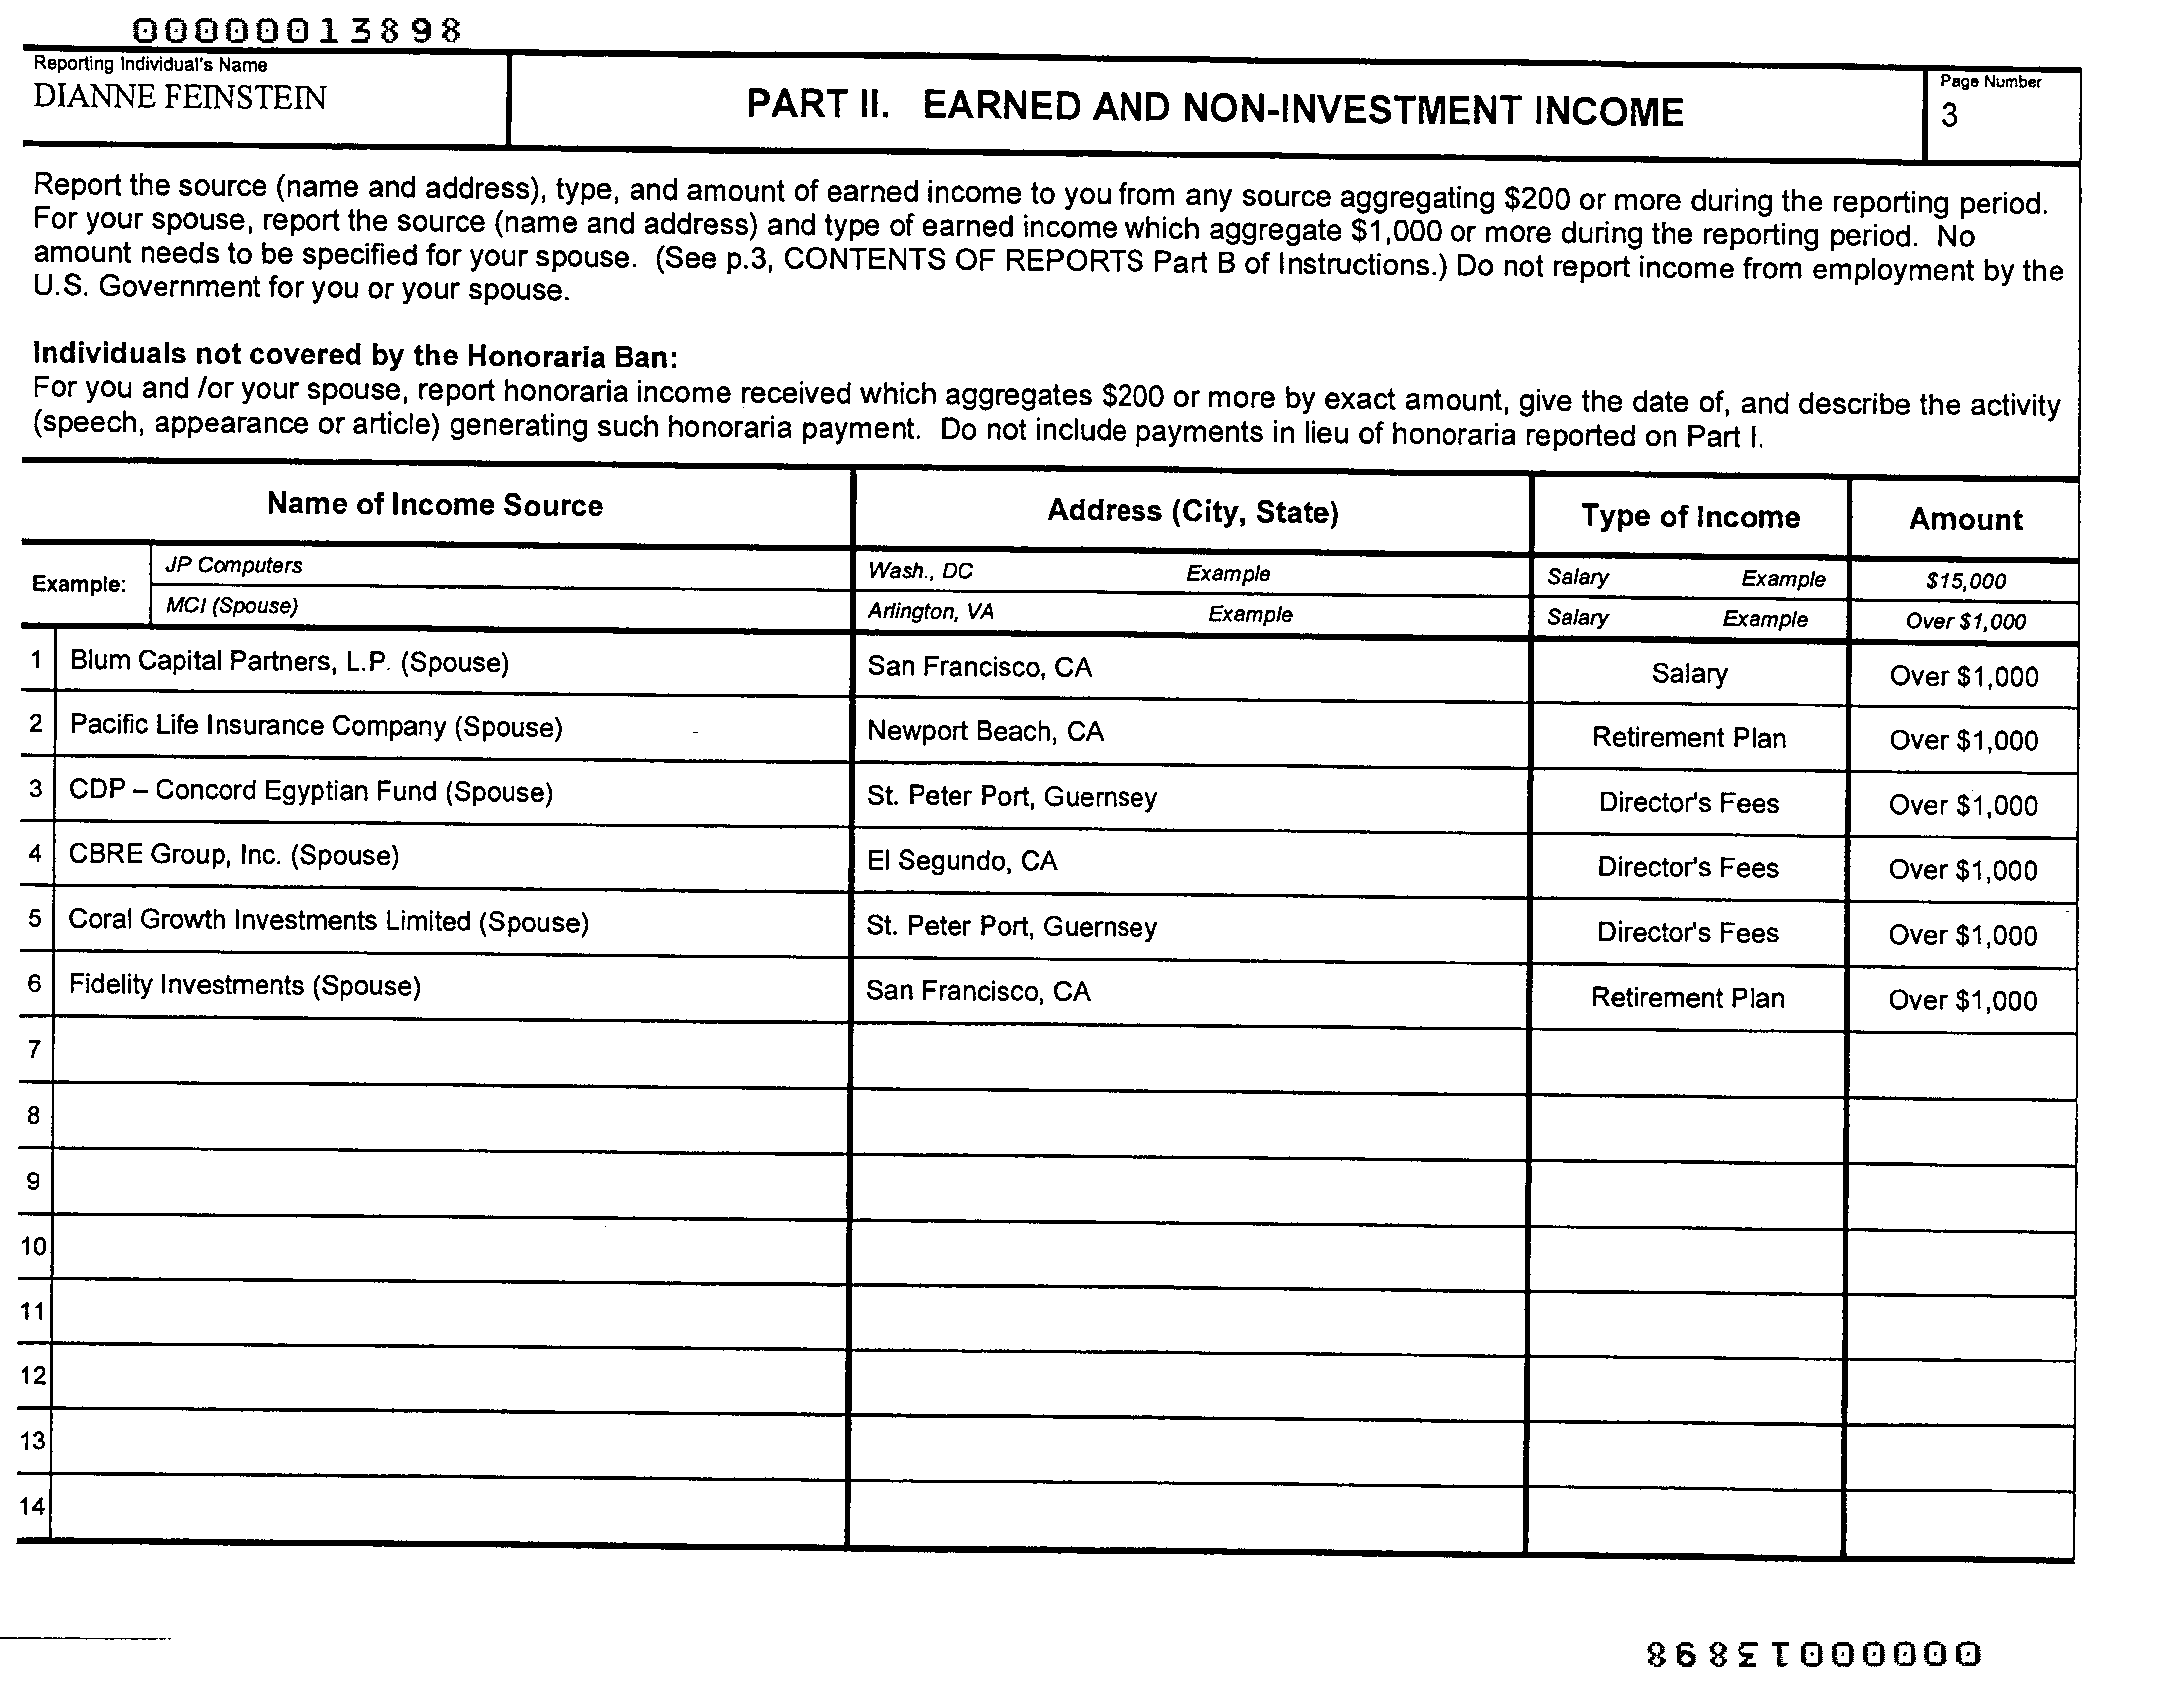 00000013898
Reporting Individual's Name
DIANNE FEINSTEIN
PART II. EARNED AND NON-INVESTMENT INCOME
Page Number
3
Report the source (name and address), type, and amount of earned income to you from any source aggregating $200 or more during the reporting period.
For your spouse, report the source (name and address) and type of earned income which aggregate $1,000 or more during the reporting period. No
amount needs to be specified for your spouse. (See p.3, CONTENTS OF REPORTS Part B of Instructions.) Do not report income from employment by the
U.S. Government for you or your spouse.
Individuals not covered by the Honoraria Ban:
For you and /or your spouse, report honoraria income received which aggregates $200 or more by exact amount, give the date of, and describe the activity
(speech, appearance or article) generating such honoraria payment. Do not include payments in lieu of honoraria reported on Part I.
Name of Income Source Address (City, State) Type of Income Amount
Example: JP Computers Wash., DC Example Salary Example $15,000
MCI (Spouse) Arlington, VA Example Salary Example Over $1,000
1 Blum Capital Partners, L.P. (Spouse) San Francisco, CA Salary Over $1,000
2 Pacific Life Insurance Company (Spouse) Newport Beach, CA Retirement Plan Over $1,000
3 CDP – Concord Egyptian Fund (Spouse) St. Peter Port, Guernsey Director's Fees Over $1,000
4 CBRE Group, Inc. (Spouse) El Segundo, CA Director's Fees Over $1,000
5 Coral Growth Investments Limited (Spouse) St. Peter Port, Guernsey Director's Fees Over $1,000
6 Fidelity Investments (Spouse) San Francisco, CA Retirement Plan Over $1,000
7
8
9
10
11
12
13
14
00000013898